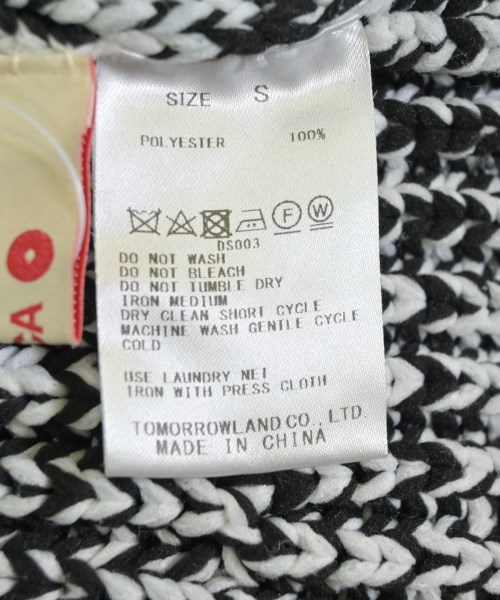 SIZE S
POLYESTER 100%
F W
DS003
DO NOT WASH
DO NOT BLEACH
DO NOT TUMBLE DRY
IRON MEDIUM
DRY CLEAN SHORT CYCLE
MACHINE WASH GENTLE CYCLE
COLD
USE LAUNDRY NET
IRON WITH PRESS CLOTH
TOMORROWLAND CO., LTD.
MADE IN CHINA
CA